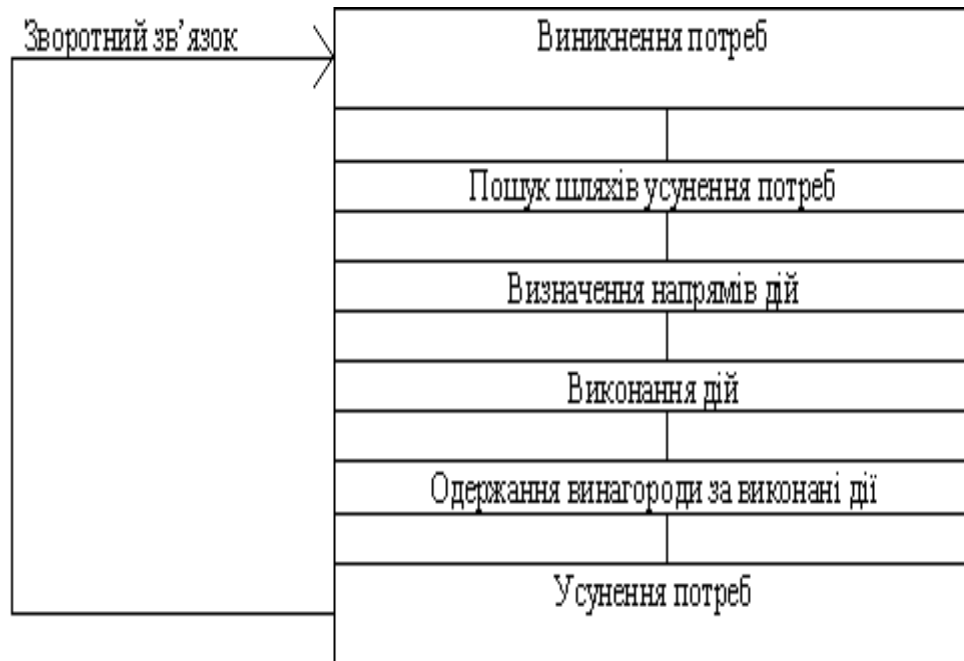 Зворотний зв’язок
Виникнення потреб
Пошук шляхів усунення потреб
Визначення напрямів дій
Виконання дій
Одержання винагороди за виконані дії
Усунення потреб